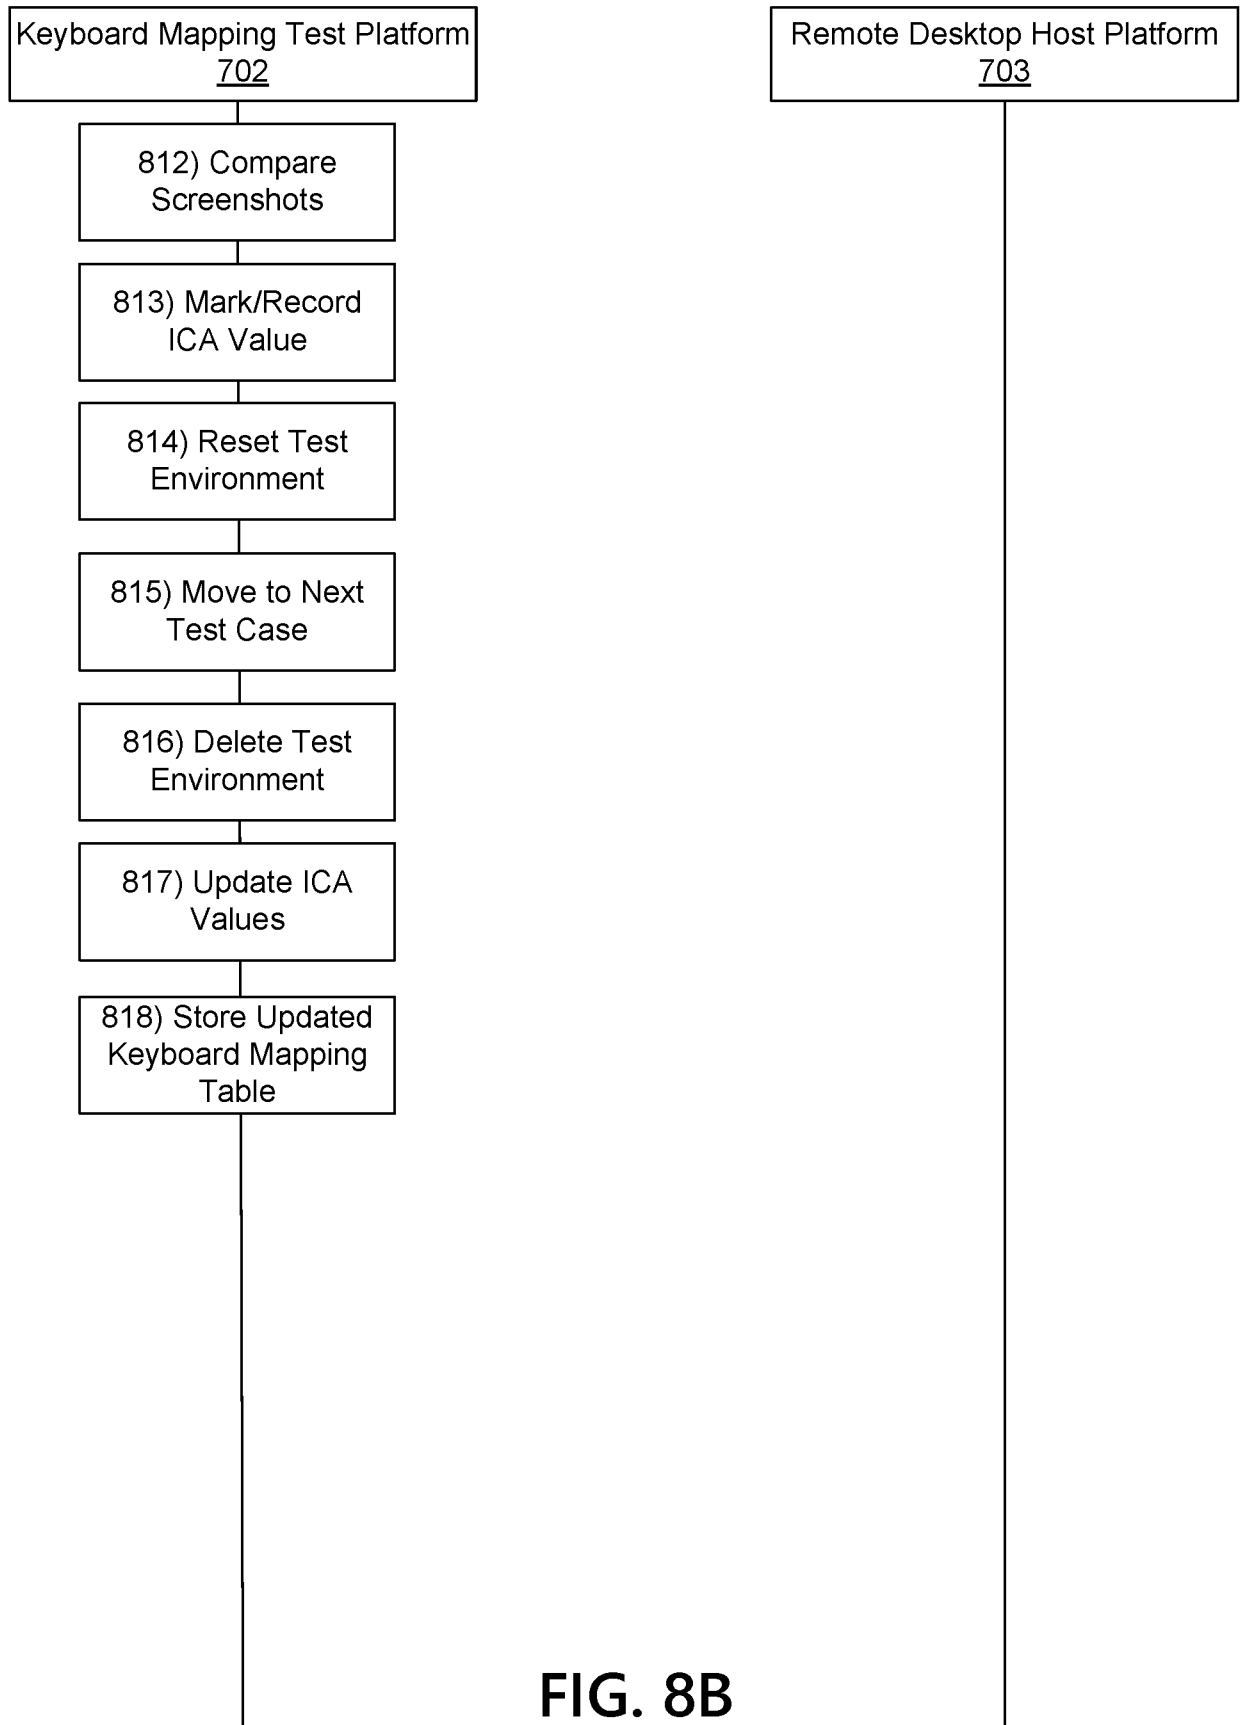 Keyboard Mapping Test Platform
702
Remote Desktop Host Platform
703
812) Compare
Screenshots
813) Mark/Record
ICA Value
814) Reset Test
Environment
815) Move to Next
Test Case
816) Delete Test
Environment
817) Update ICA
Values
818) Store Updated
Keyboard Mapping
Table
FIG. 8B